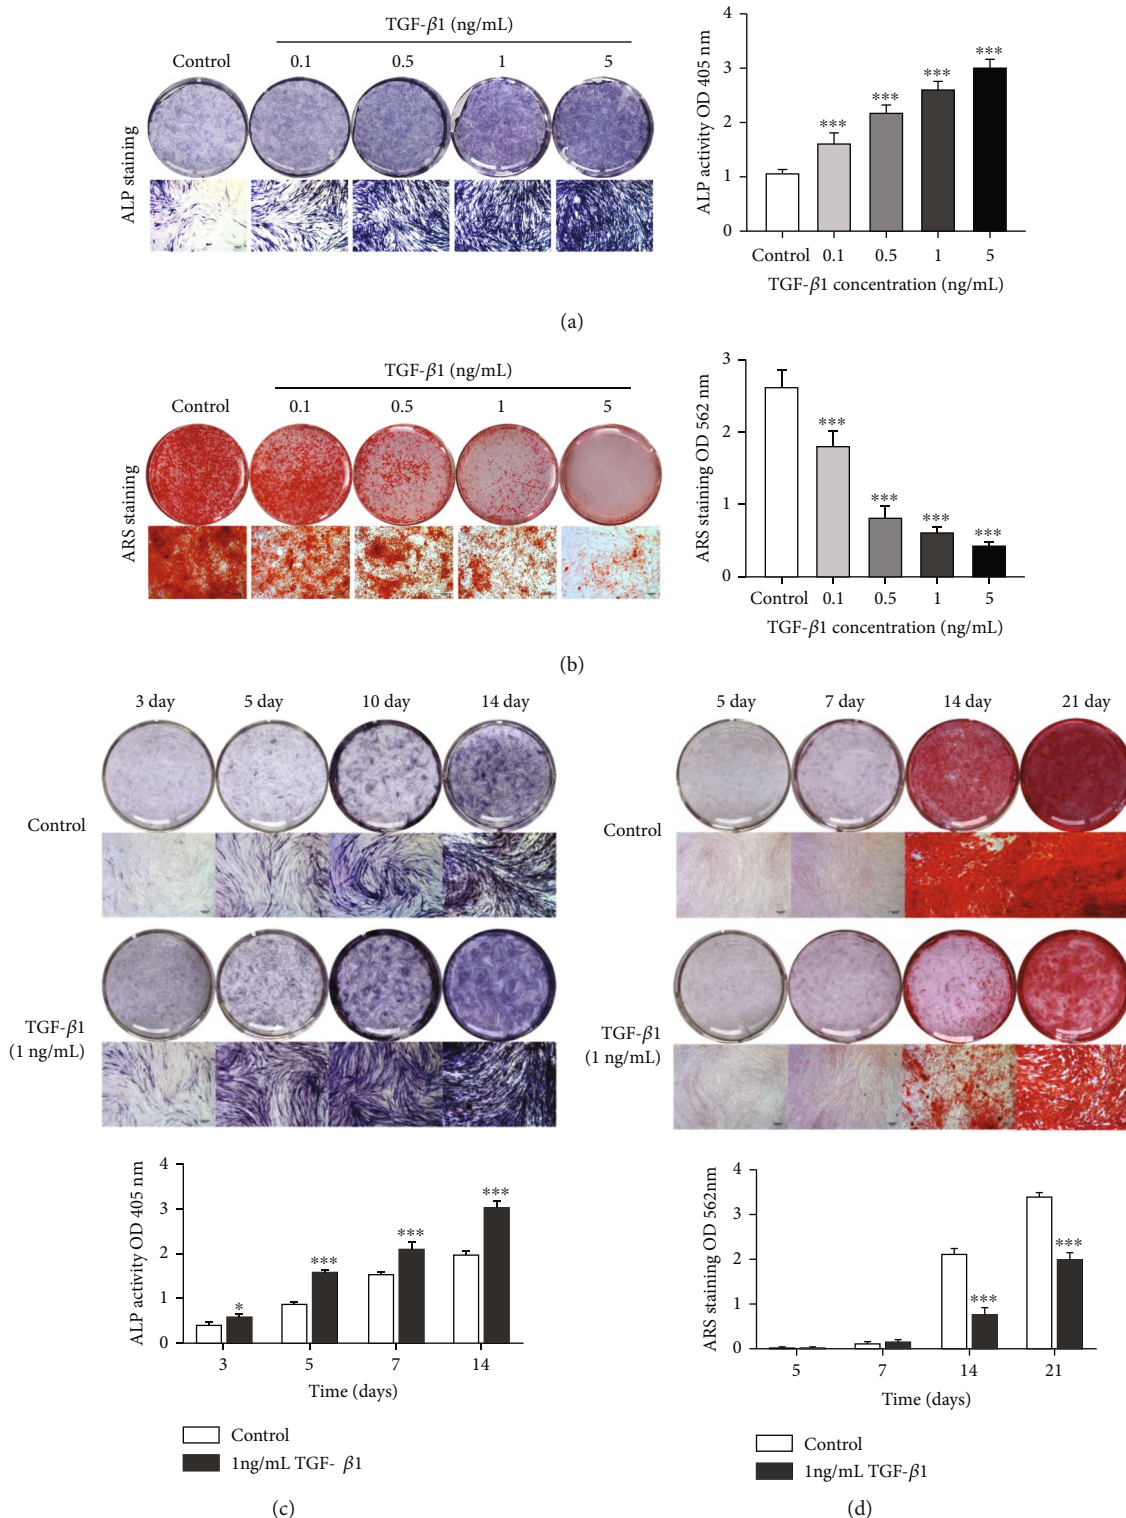 TGF-β1 (ng/mL)
Control 0.1 0.5 1 5
ALP staining
ALP activity OD 405 nm
4
3
2
1
0
*** *** *** ***
Control 0.1 0.5 1 5
TGF-β1 concentration (ng/mL)
(a)
TGF-β1 (ng/mL)
Control 0.1 0.5 1 5
ARS staining
ARS staining OD 562 nm
3
2
1
0
*** *** *** ***
Control 0.1 0.5 1 5
TGF-β1 concentration (ng/mL)
(b)
3 day 5 day 10 day 14 day
Control
TGF-β1
(1 ng/mL)
ALP activity OD 405 nm
4
3
2
1
0
* *** *** ***
3 5 7 14
Time (days)
Control
1ng/mL TGF- β1
(c)
5 day 7 day 14 day 21 day
Control
TGF-β1
(1 ng/mL)
ARS staining OD 562nm
4
3
2
1
0
*** ***
5 7 14 21
Time (days)
Control
1ng/mL TGF-β1
(d)